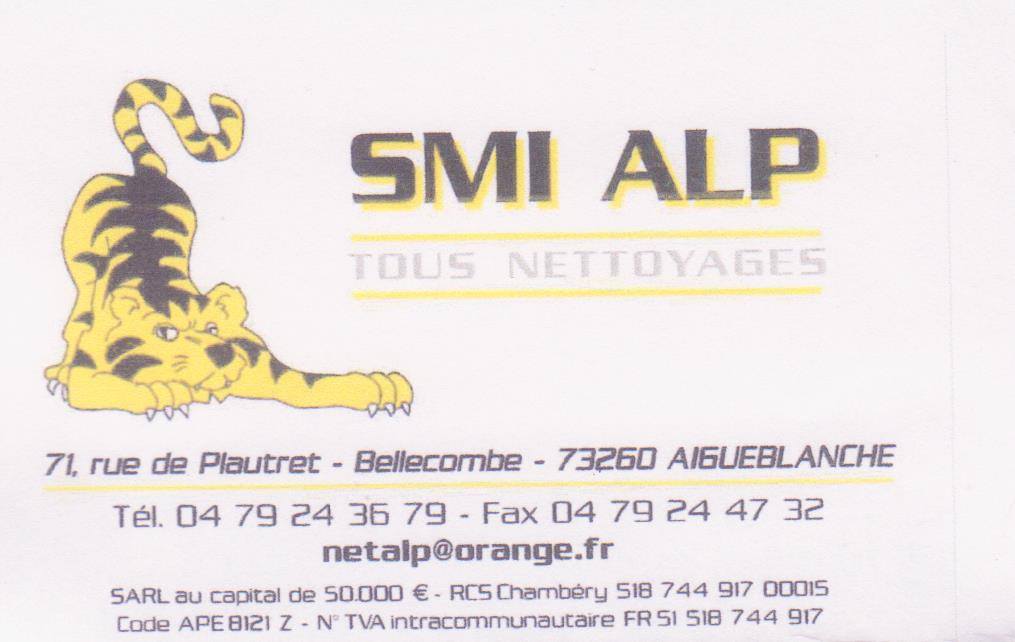 SMI ALP
TOUS NETTOYAGES
71, rue de Plautret - Bellecombe - 73260 AIGUEBLANCHE
Tél. 04 79 24 36 79 - Fax 04 79 24 47 32
netalp@orange.fr
SARL au capital de 50.000 € - RCS Chambéry 518 744 917 00015
Code APE 8121 Z - N° TVA intracommunautaire FR 51 518 744 917